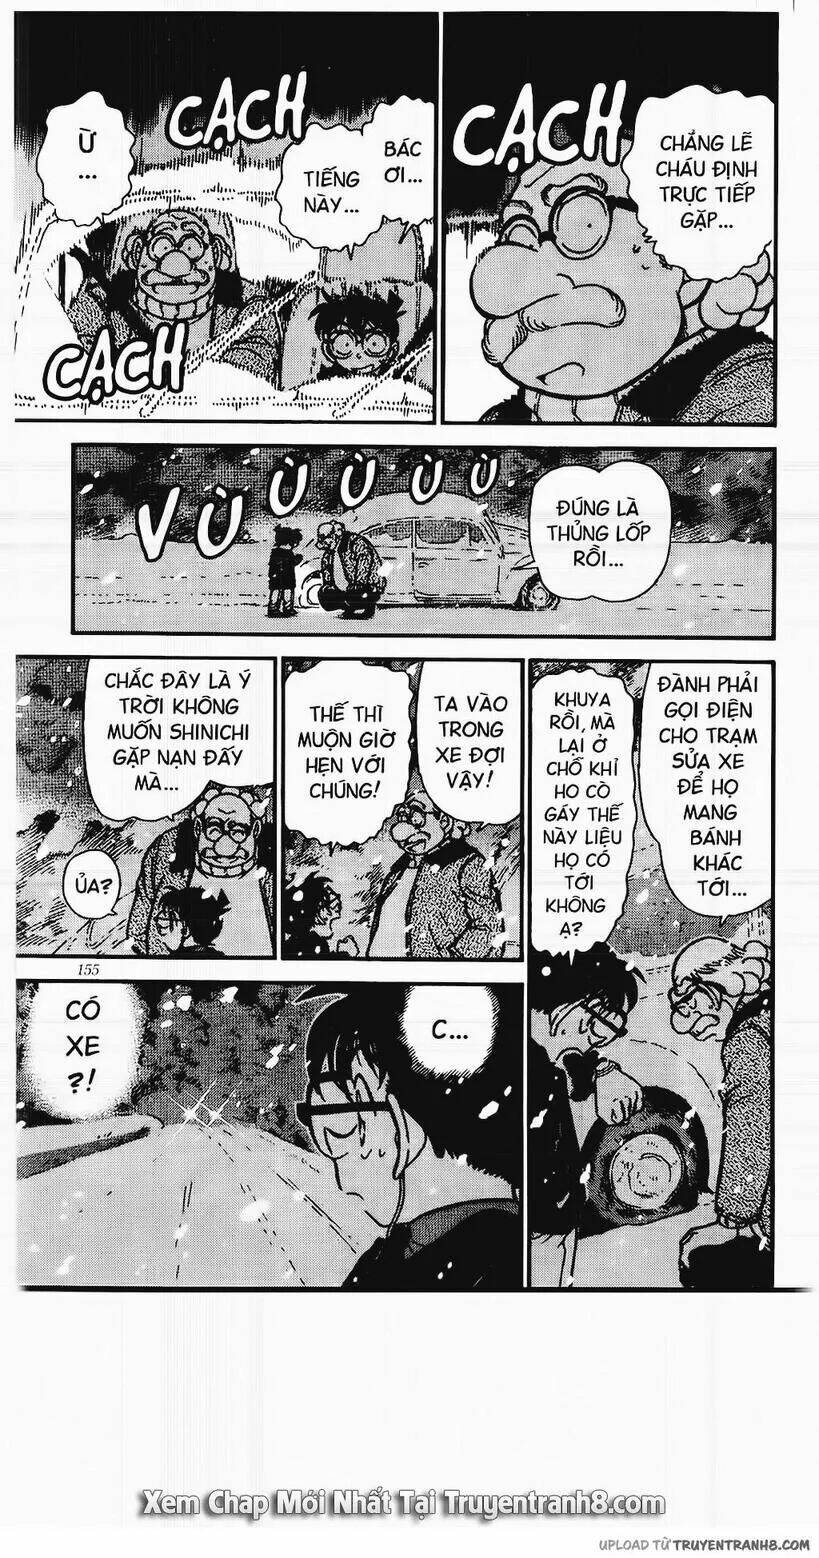 CHẲNG LẼ
CHÁU ĐỊNH
TRỰC TIẾP
GẶP...
CẠCH
BÁC
ƠI...
TIẾNG
NÀY...
CẠCH
Ừ
...
CẠCH
ĐÚNG LÀ
THỦNG LỐP
RỒI...
VÙ Ù Ù Ù Ù
ĐÀNH PHẢI
GỌI ĐIỆN
CHO TRẠM
SỬA XE
ĐỂ HỌ
MANG
BÁNH
KHÁC
TỚI...
KHUYA
RỒI, MÀ
LẠI Ở
CHỖ KHỈ
HO CÒ
GÁY THẾ
NÀY LIỆU
HỌ CÓ
TỚI
KHÔNG
Ạ?
TA VÀO
TRONG
XE ĐỢI
VẬY!
THẾ THÌ
MUỘN GIỜ
HẸN VỚI
CHÚNG!
CHẮC ĐÂY LÀ Ý
TRỜI KHÔNG
MUỐN SHINICHI
GẶP NẠN ĐẤY
MÀ...
ỦA?
155
C...
CÓ
XE
?!
Xem Chap Mới Nhất Tại Truyentranh8.com
UPLOAD TỪ TRUYENTRANH8.COM